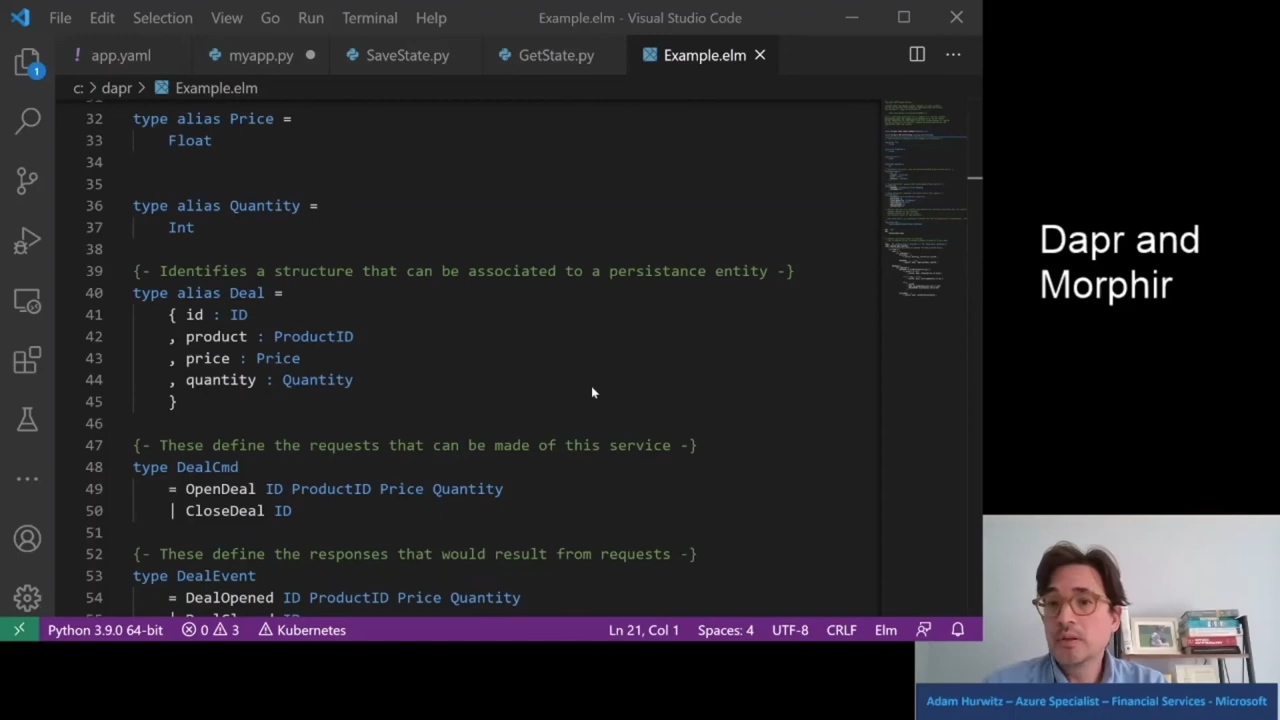 File Edit Selection View Go Run Terminal Help Example.elm - Visual Studio Code
! app.yaml myapp.py SaveState.py GetState.py Example.elm
c: > dapr > Example.elm
1
32 type alias Price =
33 Float
34
35
36 type alias Quantity =
37 Int
38
39 {- Identifies a structure that can be associated to a persistance entity -}
40 type alias Deal =
41 { id : ID
42 , product : ProductID
43 , price : Price
44 , quantity : Quantity
45 }
46
47 {- These define the requests that can be made of this service -}
48 type DealCmd
49 = OpenDeal ID ProductID Price Quantity
50 | CloseDeal ID
51
52 {- These define the responses that would result from requests -}
53 type DealEvent
54 = DealOpened ID ProductID Price Quantity
Python 3.9.0 64-bit 0 3 Kubernetes Ln 21, Col 1 Spaces: 4 UTF-8 CRLF Elm
Dapr and
Morphir
Adam Hurwitz – Azure Specialist – Financial Services - Microsoft